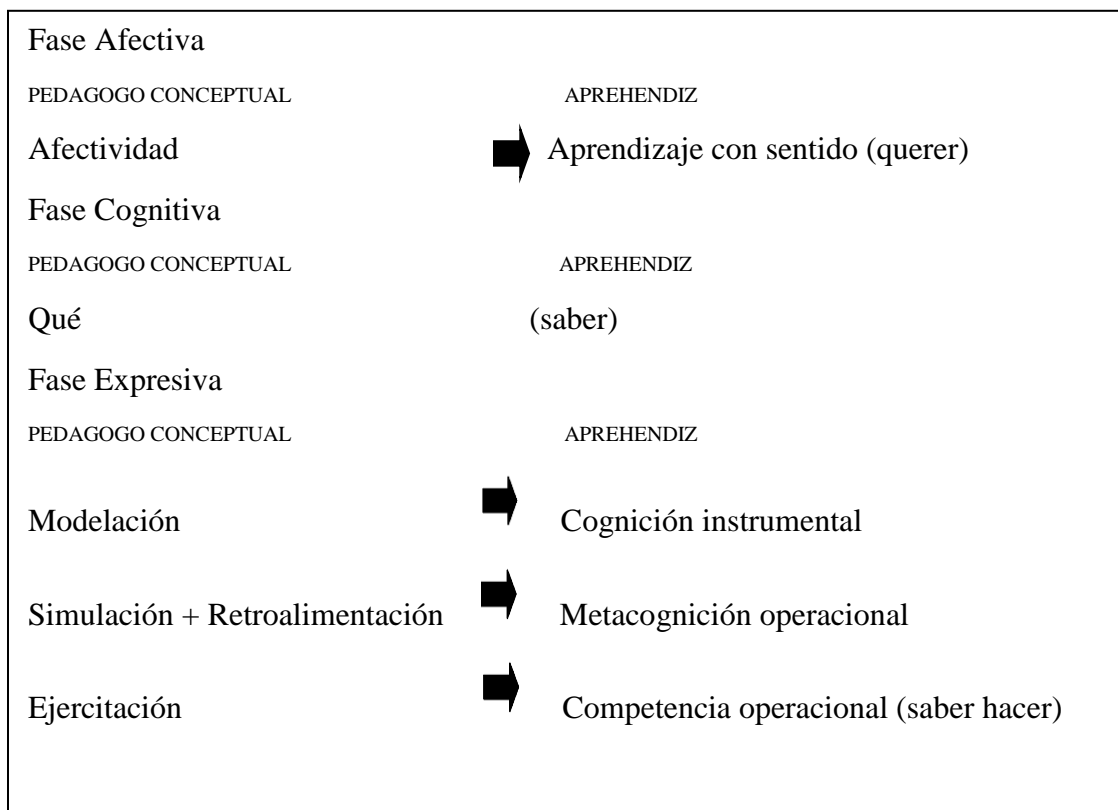 Fase Afectiva
PEDAGOGO CONCEPTUAL APREHENDIZ
Afectividad Aprendizaje con sentido (querer)
Fase Cognitiva
PEDAGOGO CONCEPTUAL APREHENDIZ
Qué (saber)
Fase Expresiva
PEDAGOGO CONCEPTUAL APREHENDIZ
Modelación Cognición instrumental
Simulación + Retroalimentación Metacognición operacional
Ejercitación Competencia operacional (saber hacer)